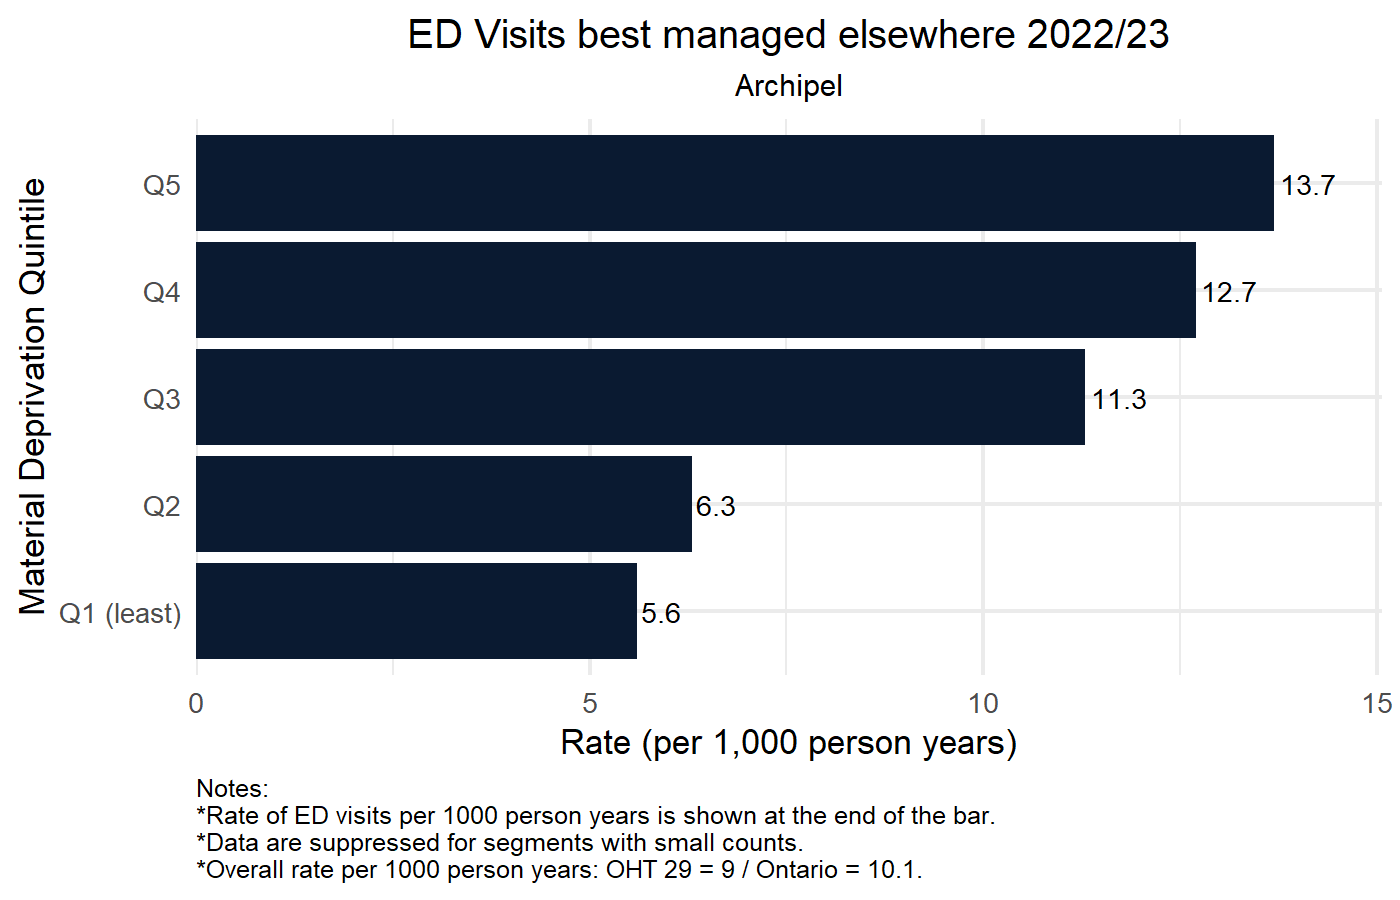 ED Visits best managed elsewhere 2022/23
Archipel
Material Deprivation Quintile
Q5
13.7
Q4
12.7
Q3
11.3
Q2
6.3
Q1 (least)
5.6
0
5
10
15
Rate (per 1,000 person years)
Notes:
*Rate of ED visits per 1000 person years is shown at the end of the bar.
*Data are suppressed for segments with small counts.
*Overall rate per 1000 person years: OHT 29 = 9 / Ontario = 10.1.